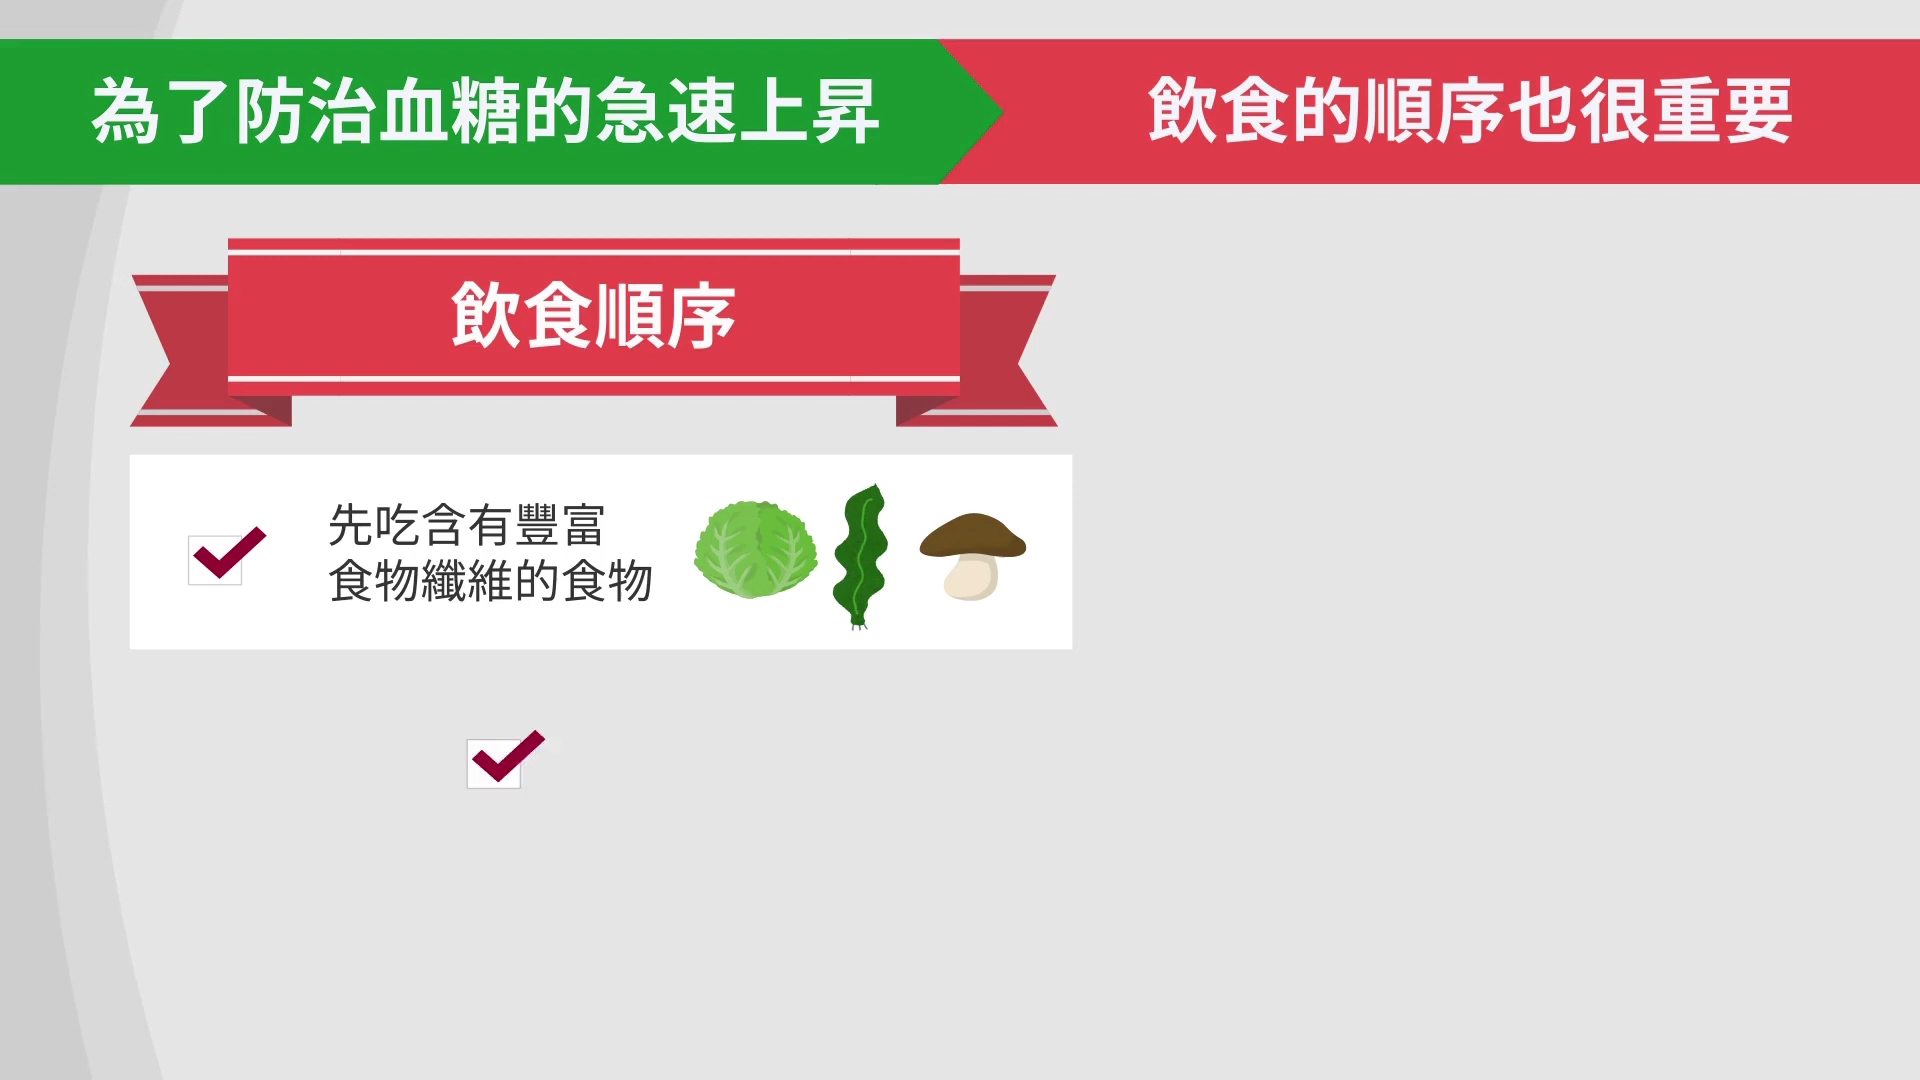 為了防治血糖的急速上昇
飲食的順序也很重要
飲食順序
先吃含有豐富
食物纖維的食物